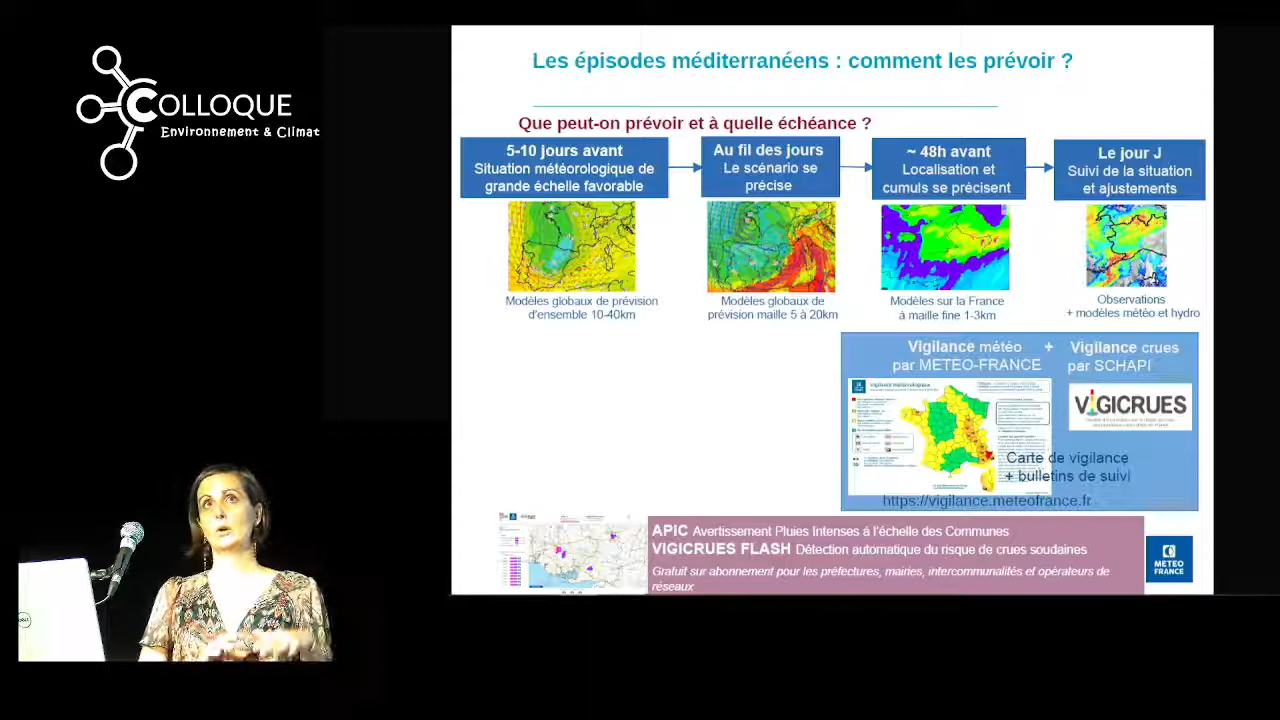 COLLOQUE
Environnement & Climat
Les épisodes méditerranéens : comment les prévoir ?
Que peut-on prévoir et à quelle échéance ?
5-10 jours avant
Situation météorologique de
grande échelle favorable
Au fil des jours
Le scénario se
précise
~ 48h avant
Localisation et
cumuls se précisent
Le jour J
Suivi de la situation
et ajustements
Modèles globaux de prévision
d'ensemble 10-40km
Modèles globaux de
prévision maille 5 à 20km
Modèles sur la France
à maille fine 1-3km
Observations
+ modèles météo et hydro
Vigilance météo
par METEO-FRANCE
+
Vigilance crues
par SCHAPI
Vigilance météorologique
VIGICRUES
Carte de vigilance
+ bulletins de suivi
https://vigilance.meteofrance.fr
APIC Avertissement Pluies Intenses à l'échelle des Communes
VIGICRUES FLASH Détection automatique du risque de crues soudaines
Gratuit sur abonnement pour les préfectures, mairies, intercommunalités et opérateurs de
réseaux
METEO
FRANCE